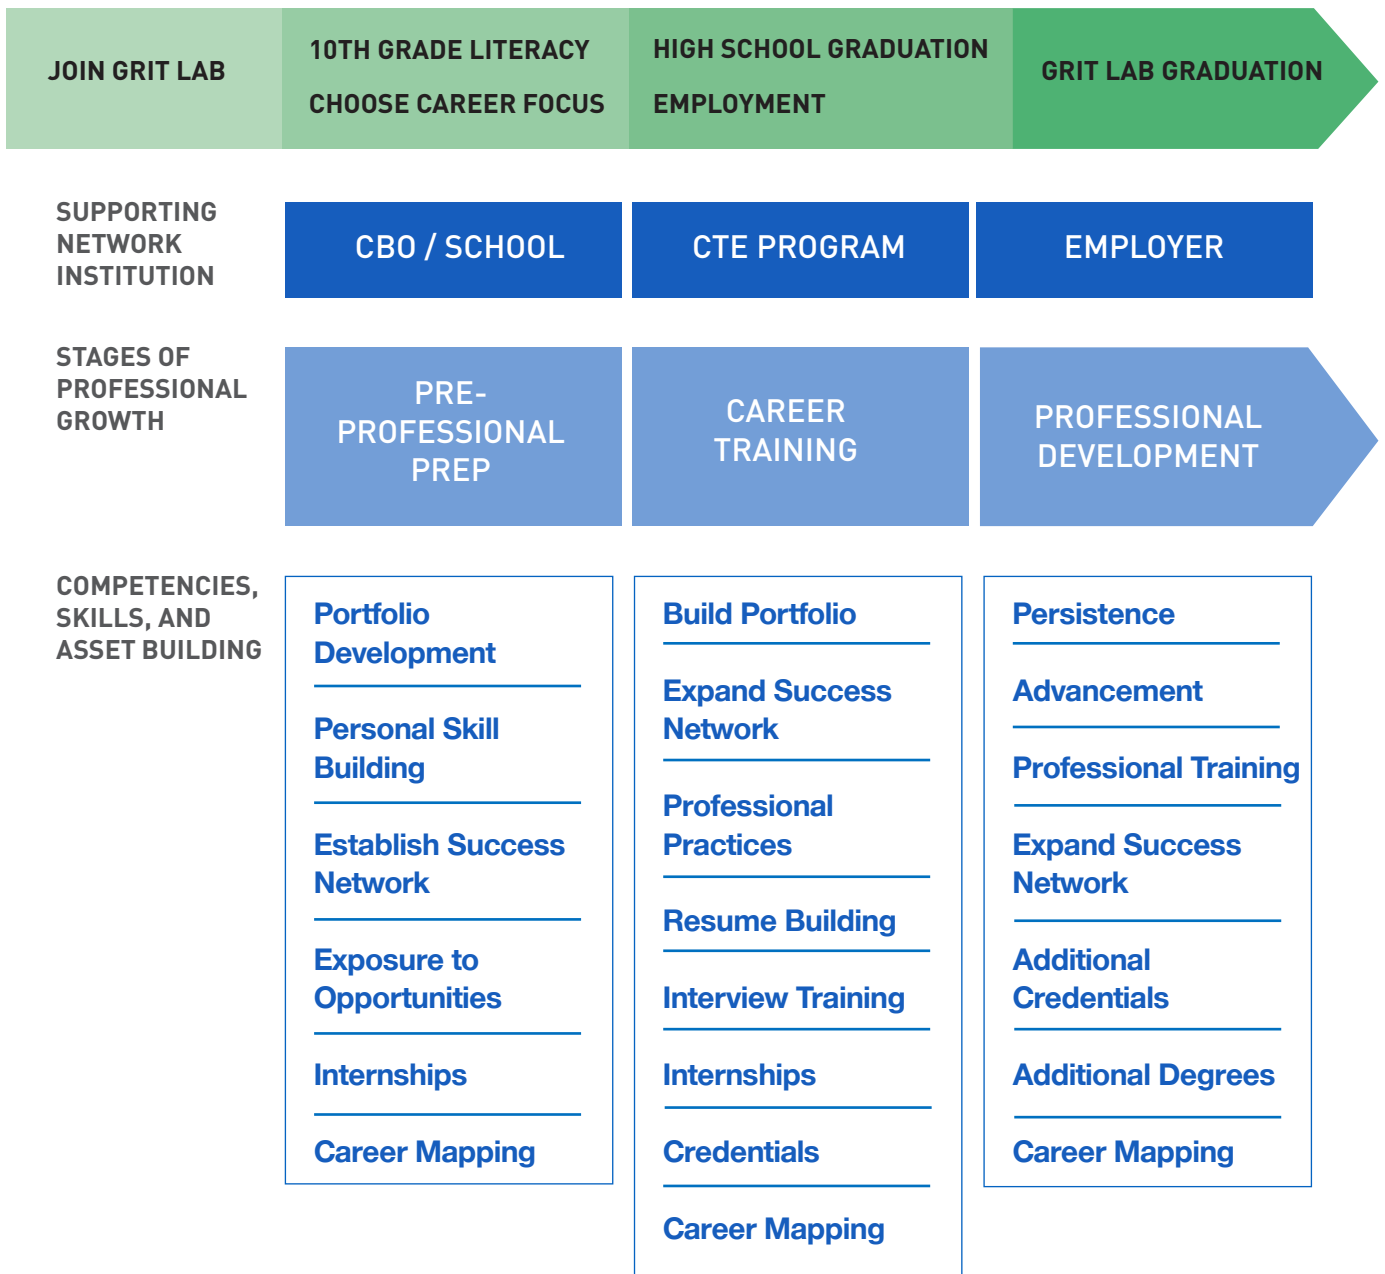 JOIN GRIT LAB
10TH GRADE LITERACY
CHOOSE CAREER FOCUS
HIGH SCHOOL GRADUATION
EMPLOYMENT
GRIT LAB GRADUATION
SUPPORTING
NETWORK
INSTITUTION
CBO / SCHOOL
CTE PROGRAM
EMPLOYER
STAGES OF
PROFESSIONAL
GROWTH
PRE-
PROFESSIONAL
PREP
CAREER
TRAINING
PROFESSIONAL
DEVELOPMENT
COMPETENCIES,
SKILLS, AND
ASSET BUILDING
Portfolio
Development
Personal Skill
Building
Establish Success
Network
Exposure to
Opportunities
Internships
Career Mapping
Build Portfolio
Expand Success
Network
Professional
Practices
Resume Building
Interview Training
Internships
Credentials
Career Mapping
Persistence
Advancement
Professional Training
Expand Success
Network
Additional
Credentials
Additional Degrees
Career Mapping